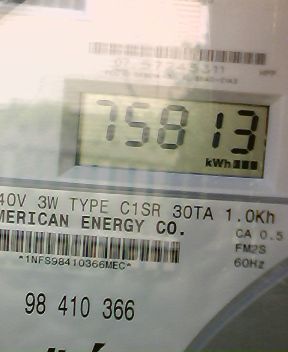 75813
kWh
40V 3W TYPE C1SR 30TA 1.0Kh
MERICAN ENERGY CO.
CA 0.5
FM2S
60Hz
*1NFS98410366MEC*
98 410 366